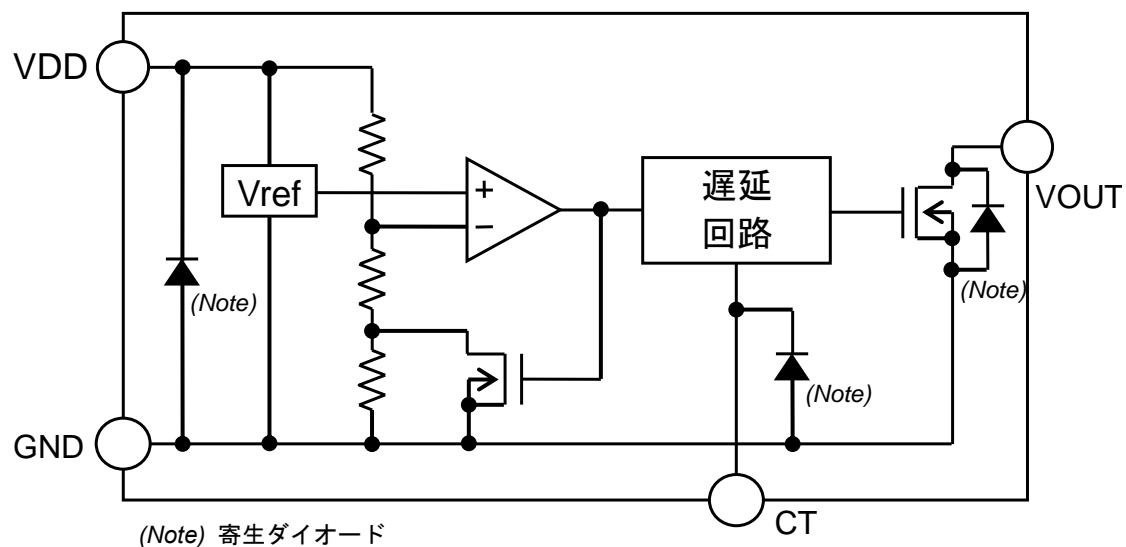 VDD
Vref
+
−
遅延
回路
VOUT
(Note)
(Note)
(Note)
GND
CT
(Note) 寄生ダイオード